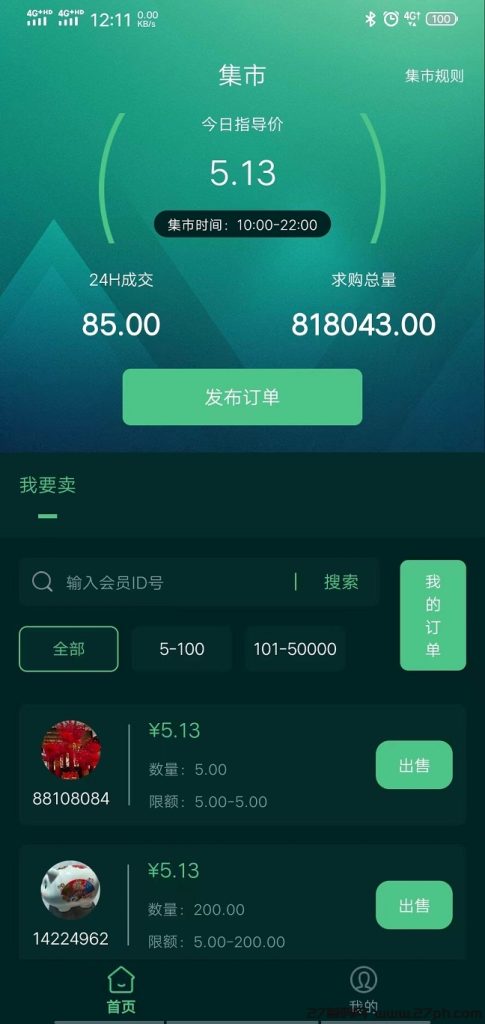 4G+HD 4G+HD 12:11 0.00 KB/s 4G 100
集市
集市规则
今日指导价
5.13
集市时间：10:00-22:00
24H成交 求购总量
85.00 818043.00
发布订单
我要卖
输入会员ID号 搜索
我的订单
全部 5-100 101-50000
¥5.13
数量：5.00
限额：5.00-5.00
出售
88108084
¥5.13
数量：200.00
限额：5.00-200.00
出售
14224962
首页 我的
www.27ph.com